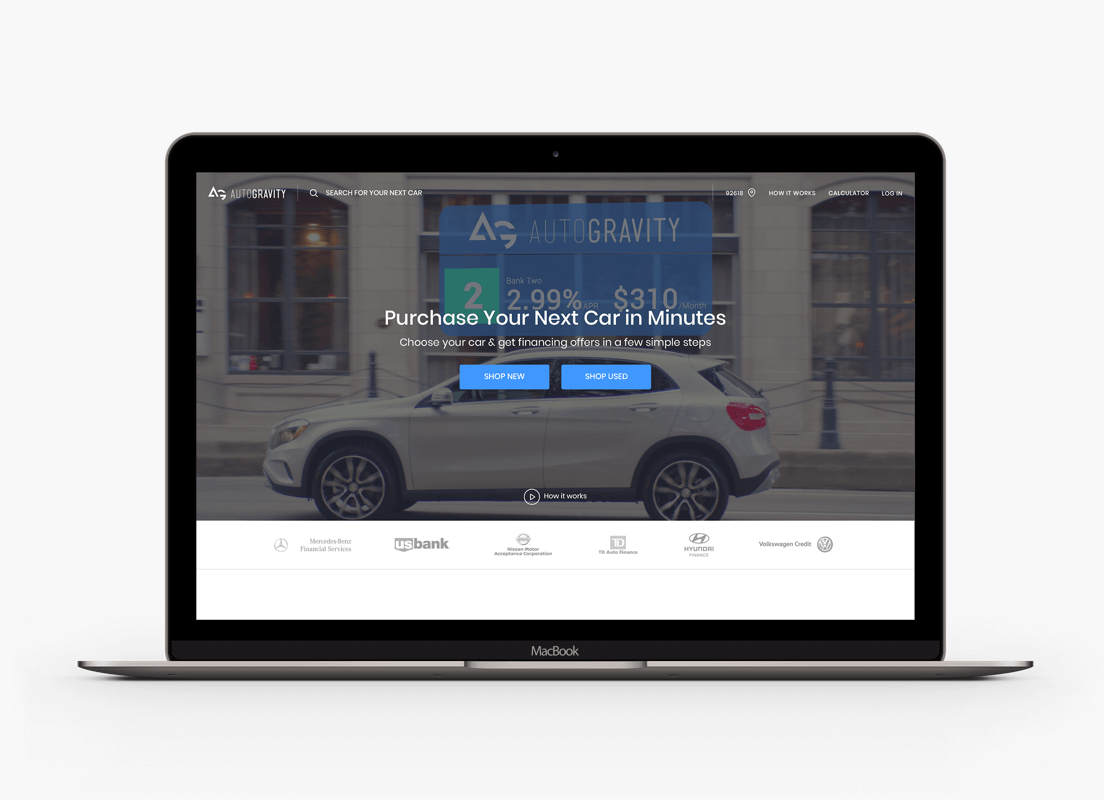 AUTOGRAVITY
SEARCH FOR YOUR NEXT CAR
92618
HOW IT WORKS
CALCULATOR
LOG IN
AUTOGRAVITY
2
Bank Two
2.99% APR
$310 /Month
Purchase Your Next Car in Minutes
Choose your car & get financing offers in a few simple steps
SHOP NEW
SHOP USED
How it works
Mercedes-Benz
Financial Services
usbank
NISSAN
Nissan Motor
Acceptance Corporation
TD
TD Auto Finance
HYUNDAI
FINANCE
Volkswagen Credit
MacBook